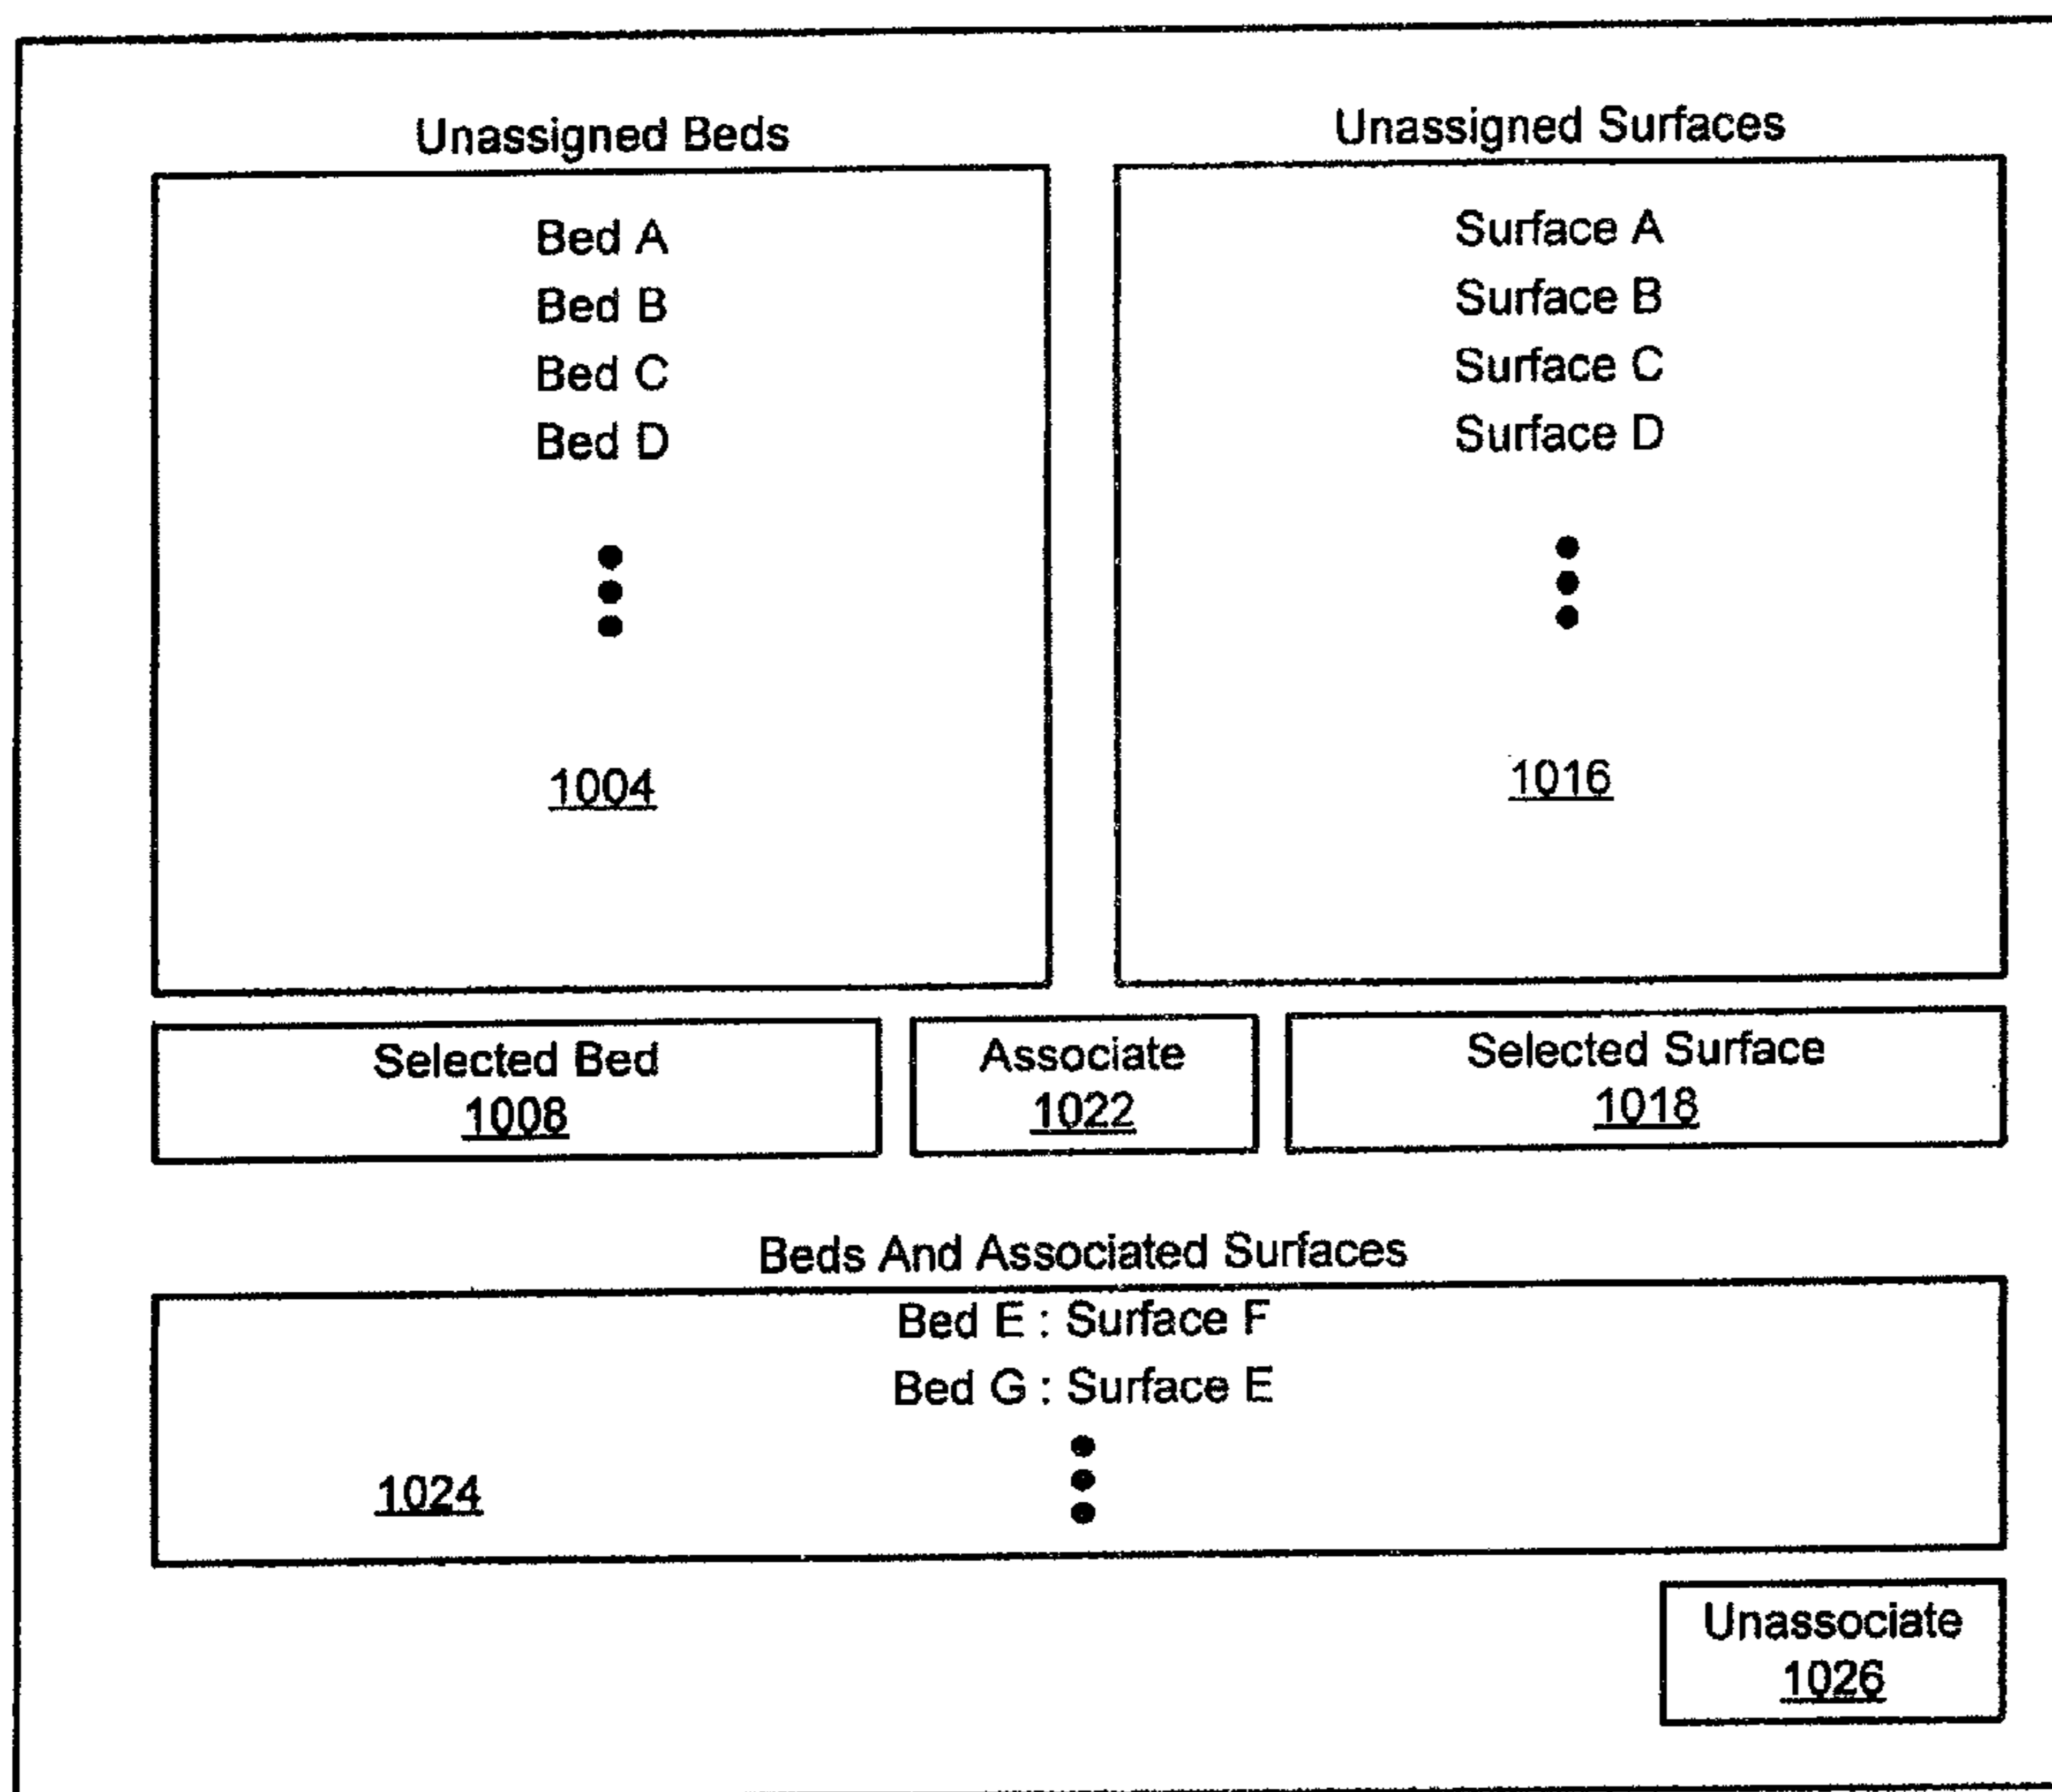 Unassigned Beds
Bed A
Bed B
Bed C
Bed D
1004
Unassigned Surfaces
Surface A
Surface B
Surface C
Surface D
1016
Selected Bed
1008
Associate
1022
Selected Surface
1018
Beds And Associated Surfaces
Bed E : Surface F
Bed G : Surface E
1024
Unassociate
1026